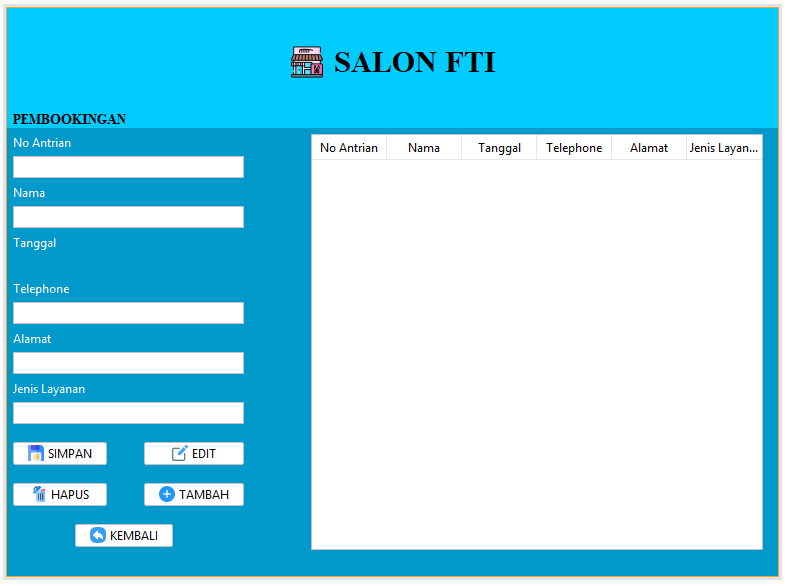 SALON FTI
PEMBOOKINGAN
No Antrian
Nama
Tanggal
Telephone
Alamat
Jenis Layanan
SIMPAN
EDIT
HAPUS
TAMBAH
KEMBALI
No Antrian Nama Tanggal Telephone Alamat Jenis Layan...